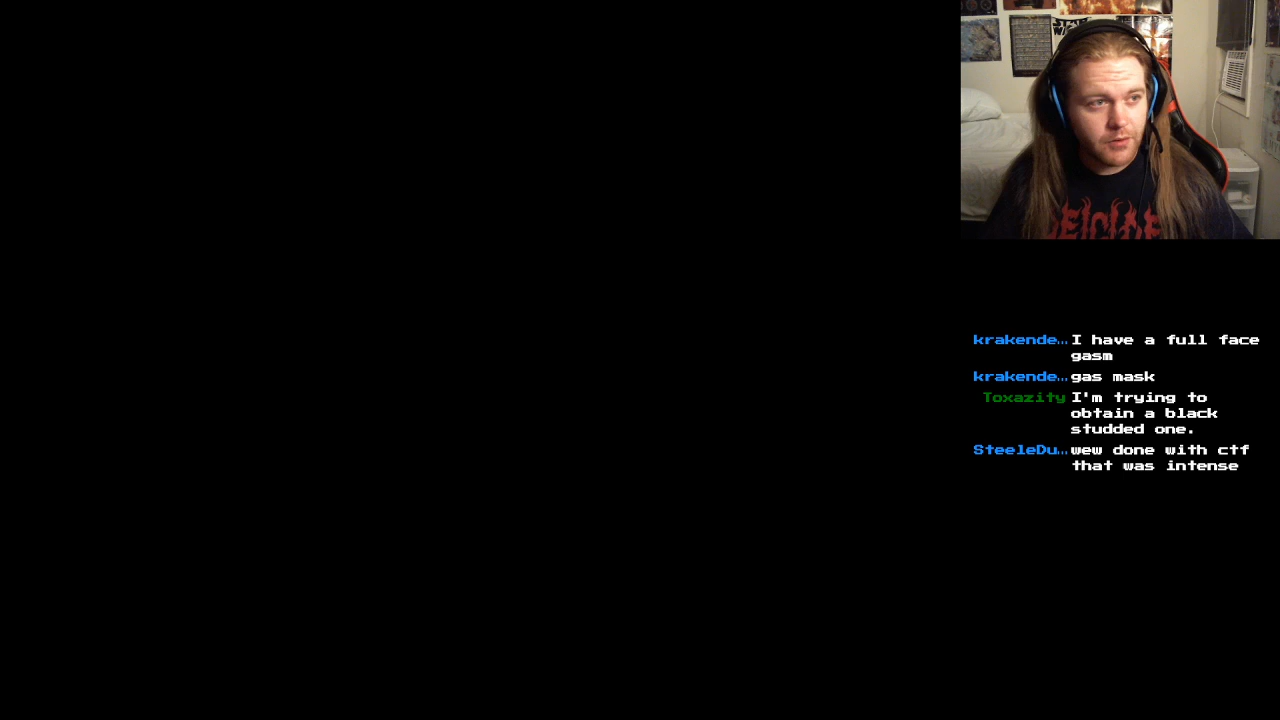 DEICIDE
krakende… I have a full face
gasm
krakende… gas mask
Toxazity I'm trying to
obtain a black
studded one.
SteeleDu… wew done with ctf
that was intense